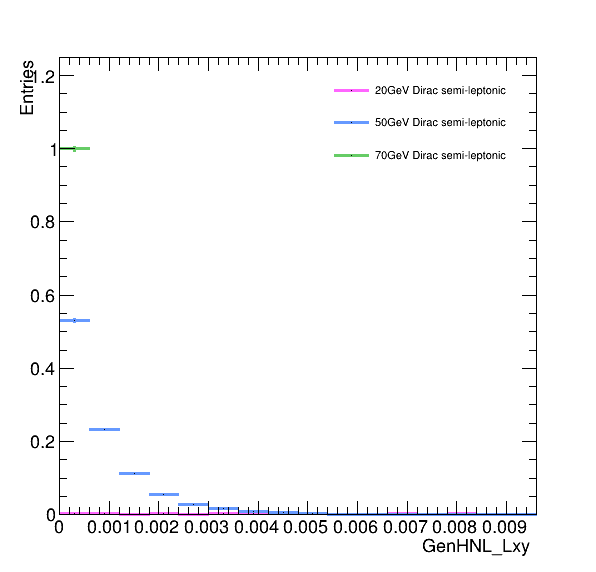 Entries
20GeV Dirac semi-leptonic
50GeV Dirac semi-leptonic
70GeV Dirac semi-leptonic
1.2
1
0.8
0.6
0.4
0.2
0
0 0.001 0.002 0.003 0.004 0.005 0.006 0.007 0.008 0.009
GenHNL_Lxy